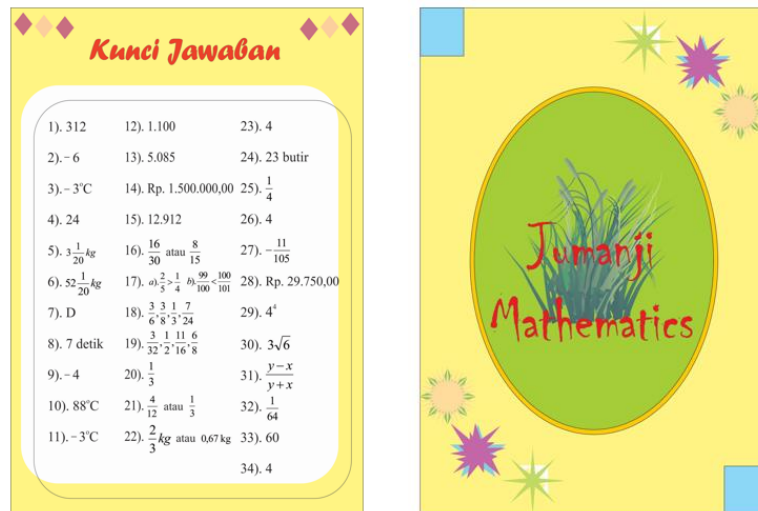 Kunci Jawaban
1). 312
2). - 6
3). - 3°C
4). 24
5). 3 1/20 kg
6). 52 1/20 kg
7). D
8). 7 detik
9). - 4
10). 88°C
11). - 3°C
12). 1.100
13). 5.085
14). Rp. 1.500.000,00
15). 12.912
16). 16/30 atau 8/15
17). a). 2/5 > 1/4 b). 99/100 < 100/101
18). 3/6, 3/8, 1/3, 7/24
19). 3/32, 1/2, 11/16, 6/8
20). 1/3
21). 4/12 atau 1/3
22). 2/3 kg atau 0,67 kg
23). 4
24). 23 butir
25). 1/4
26). 4
27). - 11/105
28). Rp. 29.750,00
29). 4⁴
30). 3√6
31). y-x/y+x
32). 1/64
33). 60
34). 4
Jumanji
Mathematics